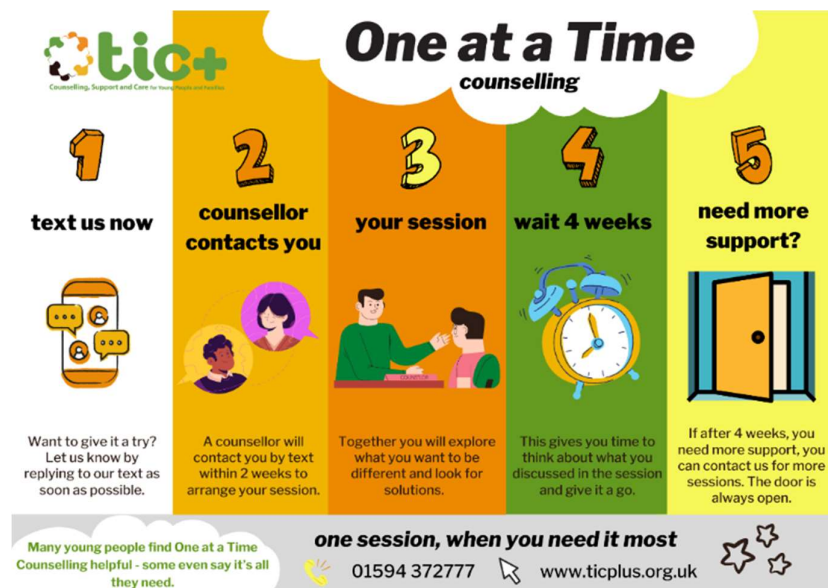 tic+
Counselling, Support and Care for Young People and Families
One at a Time
counselling
1
text us now
Want to give it a try?
Let us know by
replying to our text as
soon as possible.
2
counsellor
contacts you
A counsellor will
contact you by text
within 2 weeks to
arrange your session.
3
your session
Together you will explore
what you want to be
different and look for
solutions.
4
wait 4 weeks
This gives you time to
think about what you
discussed in the session
and give it a go.
5
need more
support?
If after 4 weeks, you
need more support, you
can contact us for more
sessions. The door is
always open.
Many young people find One at a Time
Counselling helpful - some even say it's all
they need.
one session, when you need it most
01594 372777 www.ticplus.org.uk